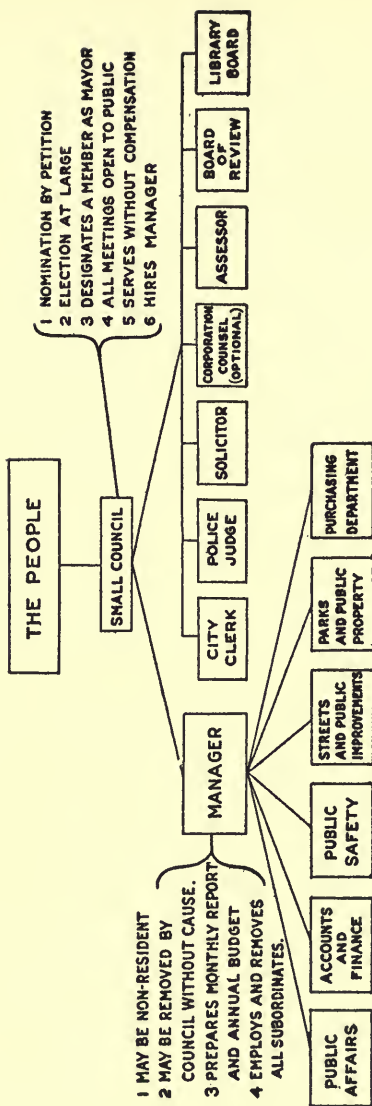 THE PEOPLE
SMALL COUNCIL
1 NOMINATION BY PETITION
2 ELECTION AT LARGE
3 DESIGNATES A MEMBER AS MAYOR
4 ALL MEETINGS OPEN TO PUBLIC
5 SERVES WITHOUT COMPENSATION
6 HIRES MANAGER
1 MAY BE NON-RESIDENT
2 MAY BE REMOVED BY
COUNCIL WITHOUT CAUSE.
3 PREPARES MONTHLY REPORT
AND ANNUAL BUDGET
4 EMPLOYS AND REMOVES
ALL SUBORDINATES.
MANAGER
CITY
CLERK
POLICE
JUDGE
SOLICITOR
CORPORATION
COUNSEL
(OPTIONAL)
ASSESSOR
BOARD
OF
REVIEW
LIBRARY
BOARD
PUBLIC
AFFAIRS
ACCOUNTS
AND
FINANCE
PUBLIC
SAFETY
STREETS
AND PUBLIC
IMPROVEMENTS
PARKS
AND PUBLIC
PROPERTY
PURCHASING
DEPARTMENT